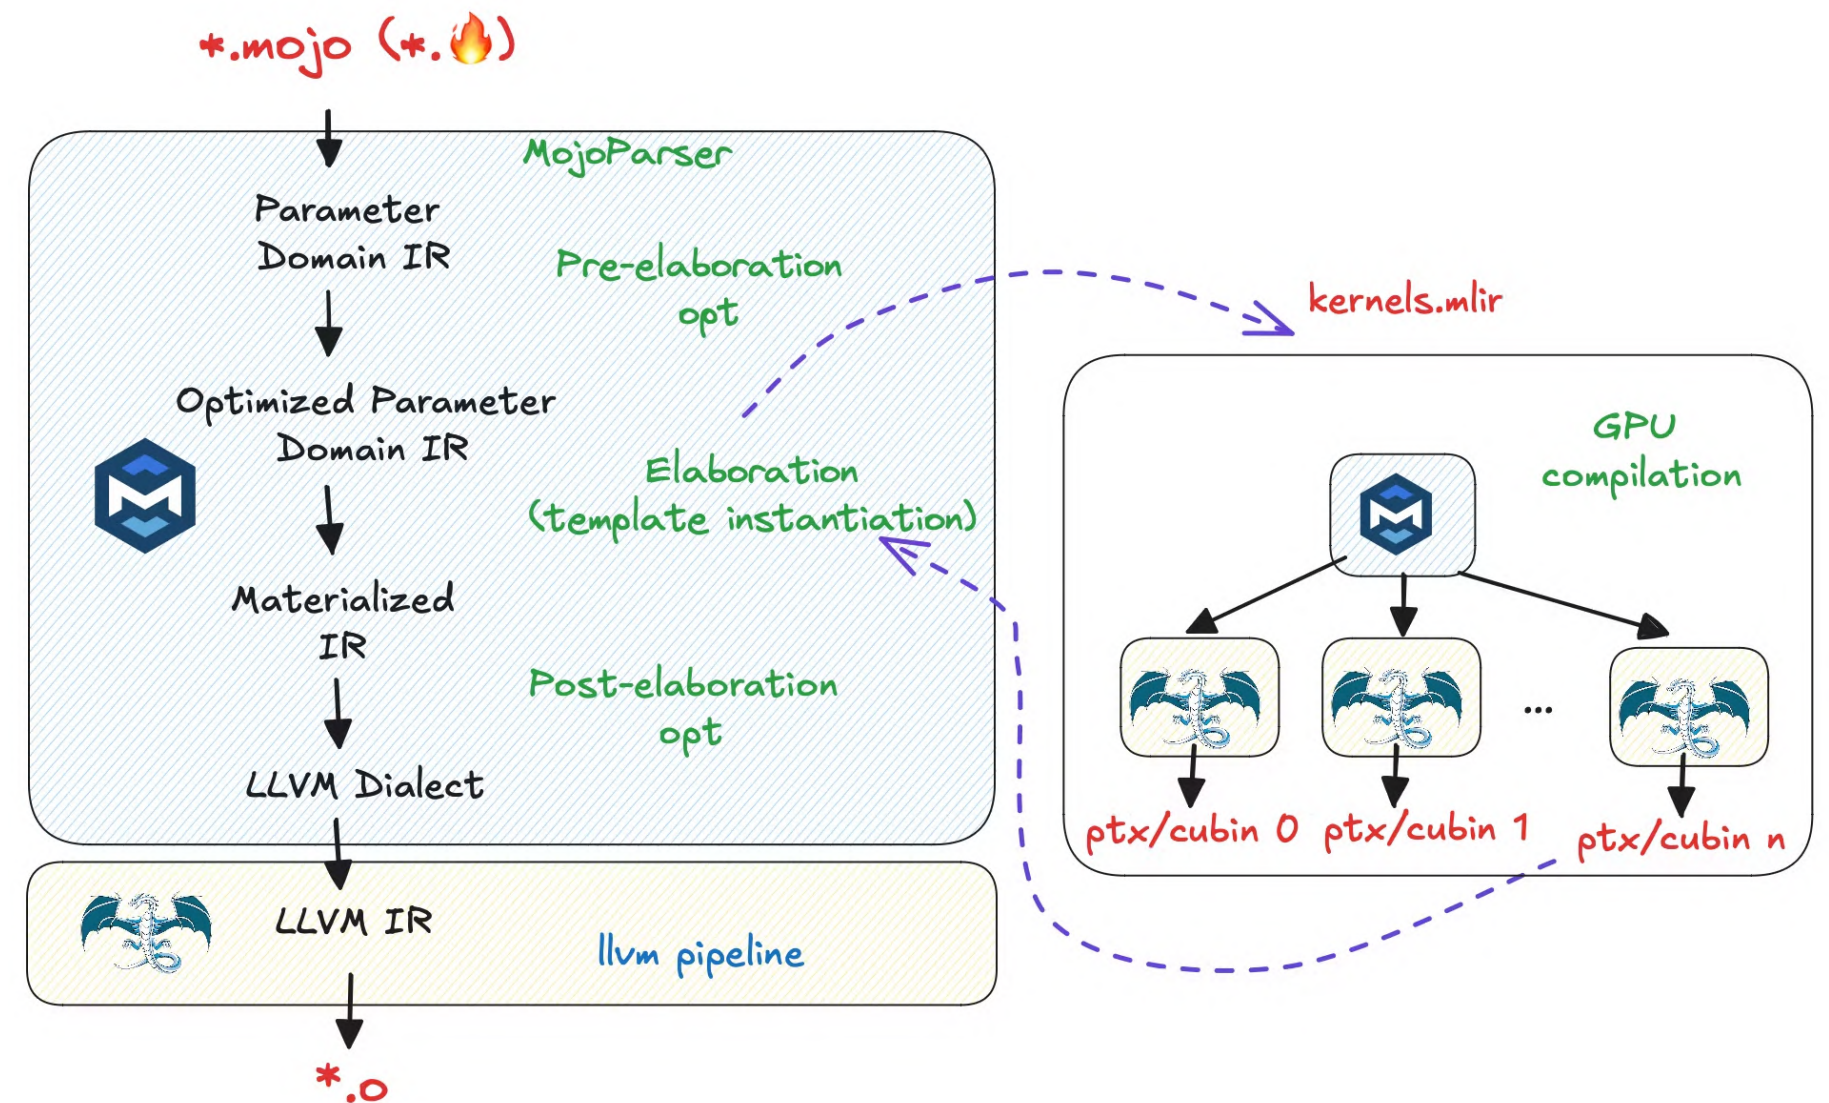 *.mojo (*.🔥)
MojoParser
Parameter
Domain IR
Pre-elaboration
opt
Optimized Parameter
Domain IR
Elaboration
(template instantiation)
Materialized
IR
Post-elaboration
opt
LLVM Dialect
LLVM IR
llvm pipeline
*.o
kernels.mlir
GPU
compilation
...
ptx/cubin 0
ptx/cubin 1
ptx/cubin n